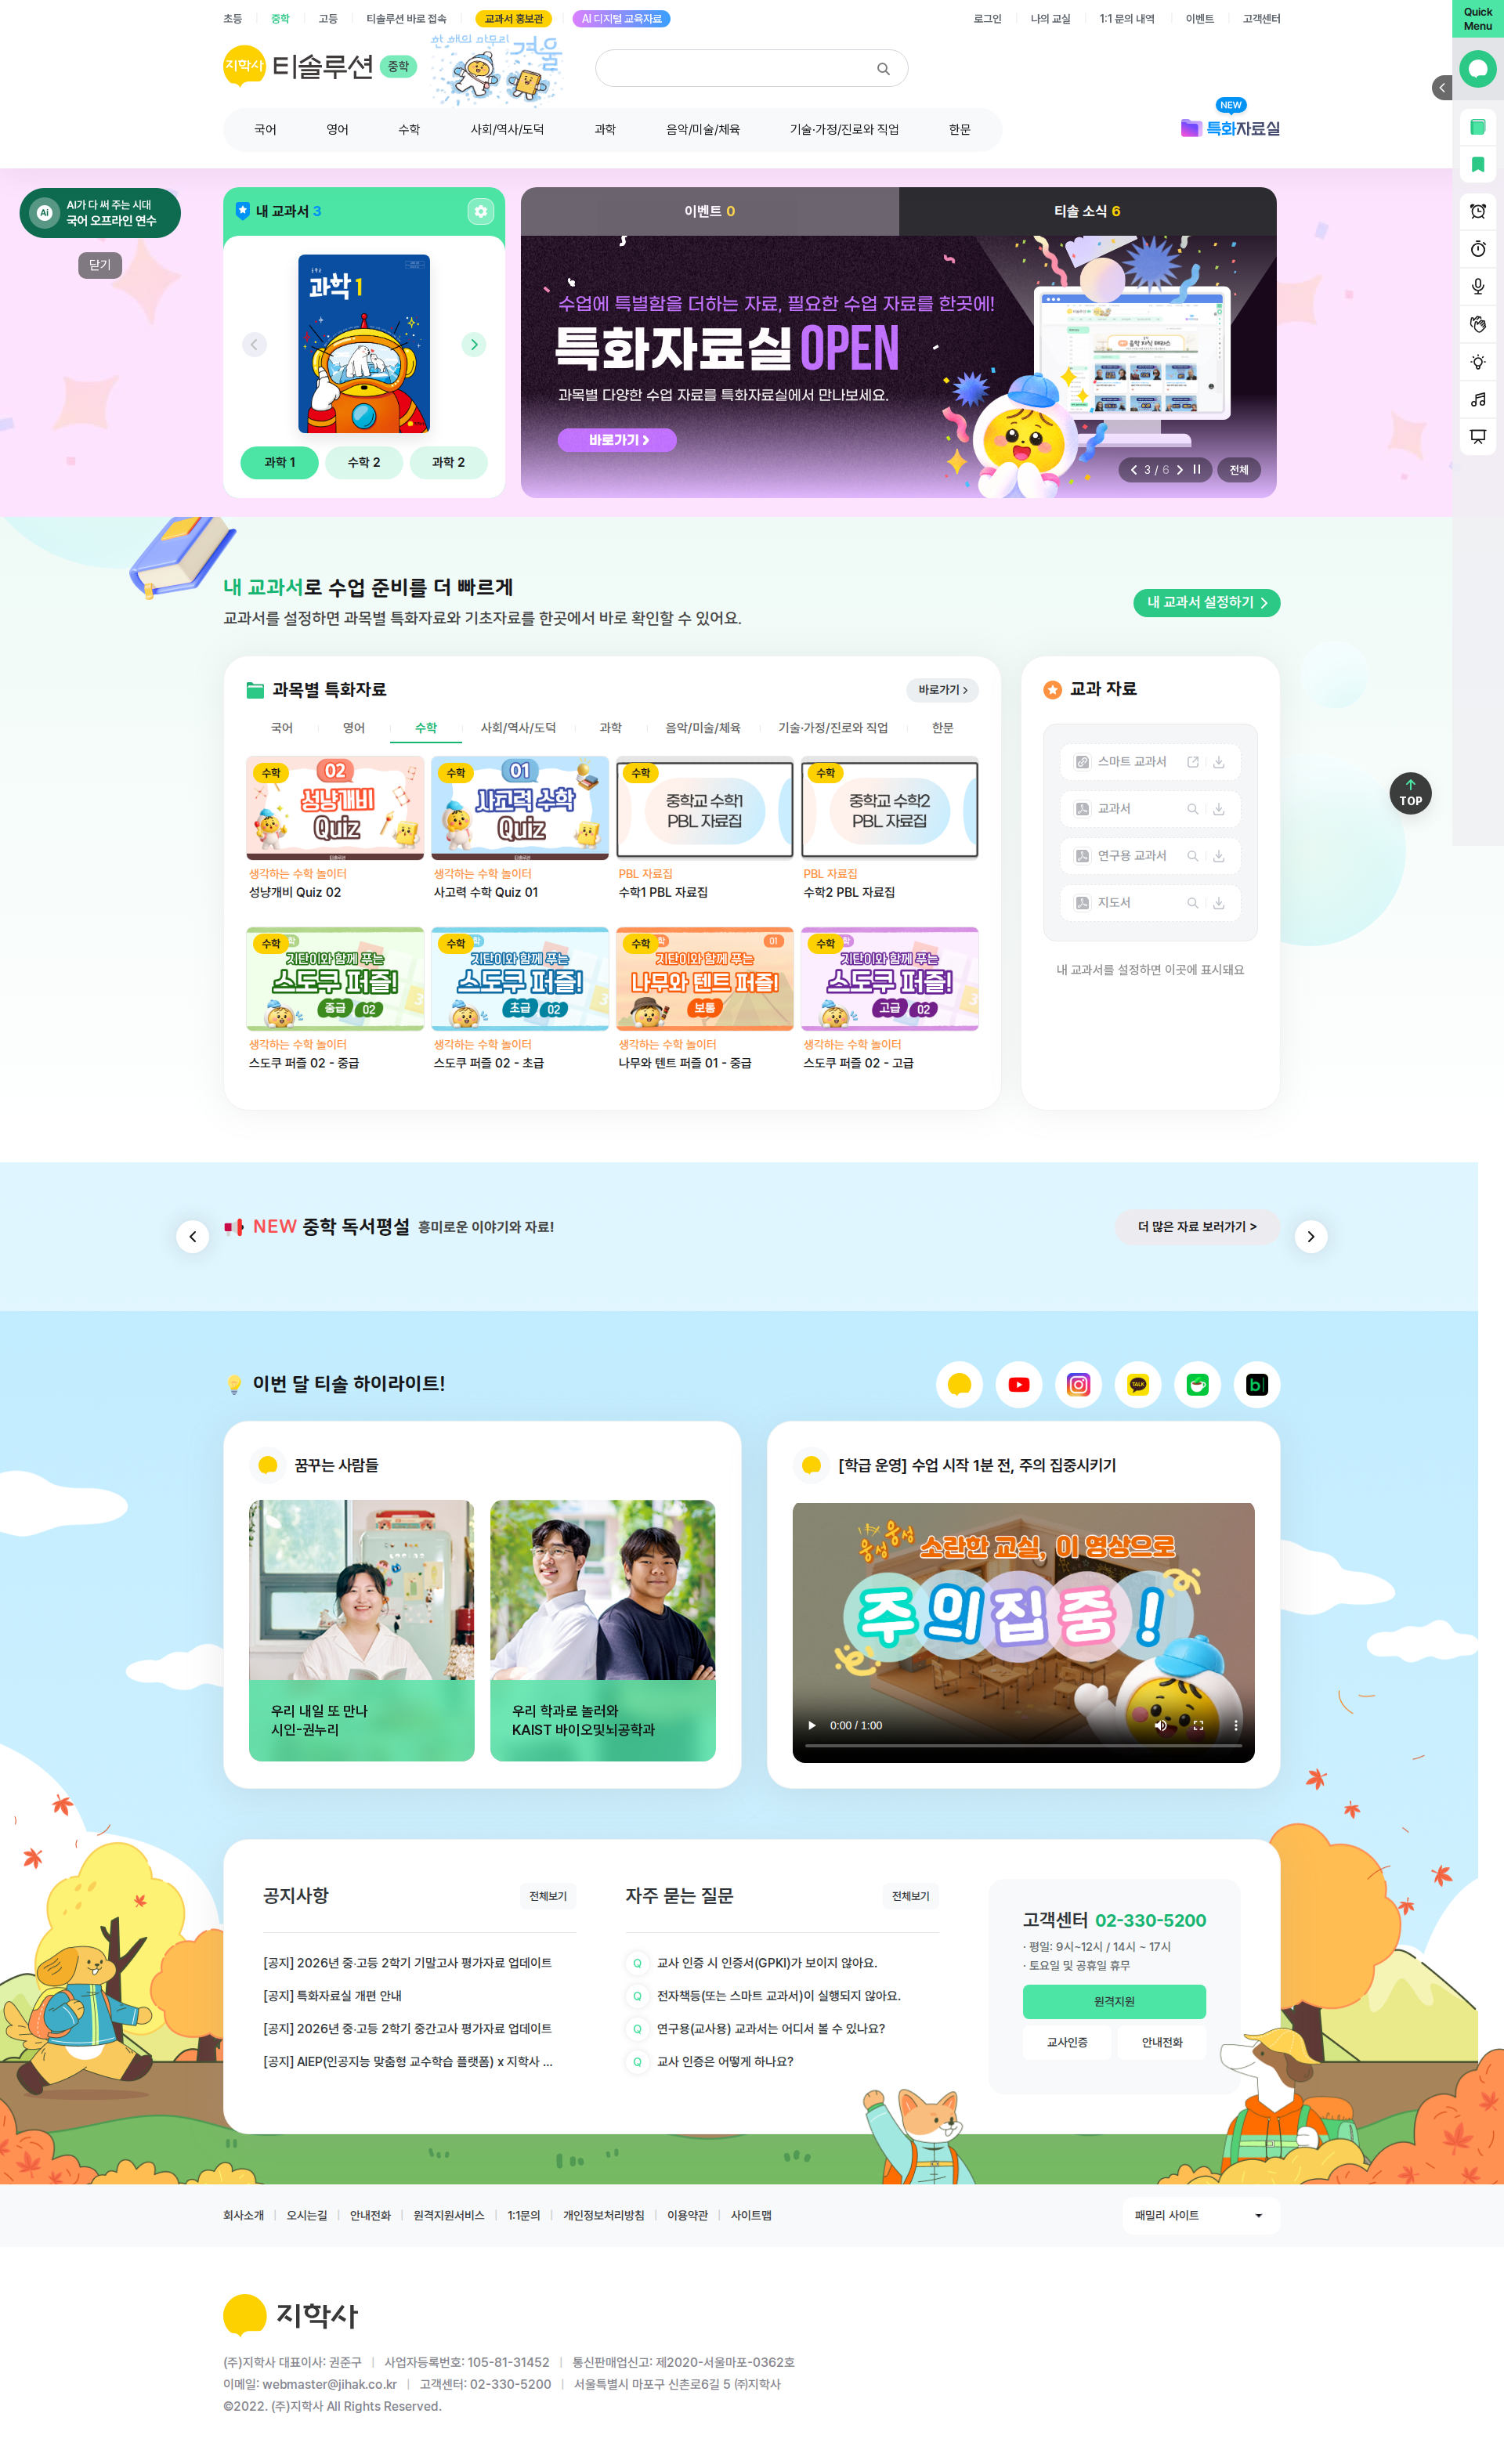 초등
중학
고등
티솔루션 바로 접속
교과서 홍보관
AI 디지털 교육자료
로그인
나의 교실
1:1 문의 내역
이벤트
고객센터
Quick
Menu
지학사 티솔루션 중학
한 해의 마무리
겨울
국어
영어
수학
사회/역사/도덕
과학
음악/미술/체육
기술·가정/진로와 직업
한문
NEW
특화자료실
AI
AI가 다 써 주는 시대
국어 오프라인 연수
닫기
내 교과서 3
이벤트 0
티솔 소식 6
과학 1
수업에 특별함을 더하는 자료, 필요한 수업 자료를 한곳에!
특화자료실 OPEN
과목별 다양한 수업 자료를 특화자료실에서 만나보세요.
바로가기 >
3 / 6
전체
과학 1
수학 2
과학 2
내 교과서로 수업 준비를 더 빠르게
교과서를 설정하면 과목별 특화자료와 기초자료를 한곳에서 바로 확인할 수 있어요.
내 교과서 설정하기
과목별 특화자료
바로가기
국어
영어
수학
사회/역사/도덕
과학
음악/미술/체육
기술·가정/진로와 직업
한문
수학
02
성냥개비
Quiz
수학
01
사고력 수학
Quiz
수학
중학교 수학1
PBL 자료집
수학
중학교 수학2
PBL 자료집
생각하는 수학 놀이터
성냥개비 Quiz 02
생각하는 수학 놀이터
사고력 수학 Quiz 01
PBL 자료집
수학1 PBL 자료집
PBL 자료집
수학2 PBL 자료집
수학
지단이와 함께 푸는
스도쿠 퍼즐!
중급 02
수학
지단이와 함께 푸는
스도쿠 퍼즐!
초급 02
수학
01
지단이와 함께 푸는
나무와 텐트 퍼즐!
보통
수학
지단이와 함께 푸는
스도쿠 퍼즐!
고급 02
생각하는 수학 놀이터
스도쿠 퍼즐 02 - 중급
생각하는 수학 놀이터
스도쿠 퍼즐 02 - 초급
생각하는 수학 놀이터
나무와 텐트 퍼즐 01 - 중급
생각하는 수학 놀이터
스도쿠 퍼즐 02 - 고급
교과 자료
스마트 교과서
교과서
연구용 교과서
지도서
내 교과서를 설정하면 이곳에 표시돼요
TOP
NEW 중학 독서평설 흥미로운 이야기와 자료!
더 많은 자료 보러가기 >
이번 달 티솔 하이라이트!
TALK
b
꿈꾸는 사람들
우리 내일 또 만나
시인-권누리
우리 학과로 놀러와
KAIST 바이오및뇌공학과
[학급 운영] 수업 시작 1분 전, 주의 집중시키기
웅성 웅성
소란한 교실, 이 영상으로
주의집중!
0:00 / 1:00
공지사항
전체보기
[공지] 2026년 중·고등 2학기 기말고사 평가자료 업데이트
[공지] 특화자료실 개편 안내
[공지] 2026년 중·고등 2학기 중간고사 평가자료 업데이트
[공지] AIEP(인공지능 맞춤형 교수학습 플랫폼) x 지학사 ...
자주 묻는 질문
전체보기
Q 교사 인증 시 인증서(GPKI)가 보이지 않아요.
Q 전자책등(또는 스마트 교과서)이 실행되지 않아요.
Q 연구용(교사용) 교과서는 어디서 볼 수 있나요?
Q 교사 인증은 어떻게 하나요?
고객센터 02-330-5200
· 평일: 9시~12시 / 14시 ~ 17시
· 토요일 및 공휴일 휴무
원격지원
교사인증
안내전화
회사소개
오시는길
안내전화
원격지원서비스
1:1문의
개인정보처리방침
이용약관
사이트맵
패밀리 사이트
지학사
(주)지학사 대표이사: 권준구 | 사업자등록번호: 105-81-31452 | 통신판매업신고: 제2020-서울마포-0362호
이메일: webmaster@jihak.co.kr | 고객센터: 02-330-5200 | 서울특별시 마포구 신촌로6길 5 ㈜지학사
©2022. (주)지학사 All Rights Reserved.